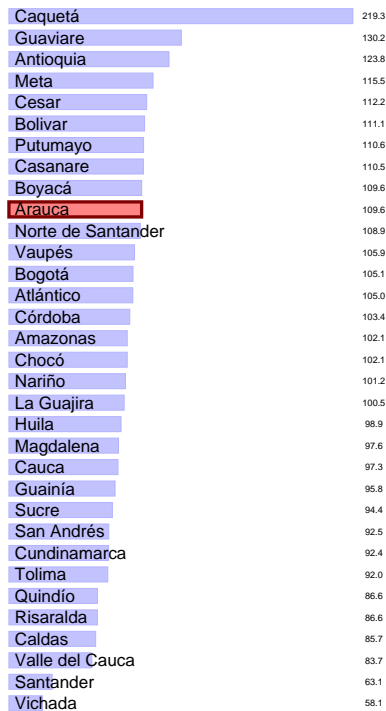 Caquetá 219.3
Guaviare 130.2
Antioquia 123.8
Meta 115.5
Cesar 112.2
Bolivar 111.1
Putumayo 110.6
Casanare 110.5
Boyacá 109.6
Arauca 109.6
Norte de Santander 108.9
Vaupés 105.9
Bogotá 105.1
Atlántico 105.0
Córdoba 103.4
Amazonas 102.1
Chocó 102.1
Nariño 101.2
La Guajira 100.5
Huila 98.9
Magdalena 97.6
Cauca 97.3
Guainía 95.8
Sucre 94.4
San Andrés 92.5
Cundinamarca 92.4
Tolima 92.0
Quindío 86.6
Risaralda 86.6
Caldas 85.7
Valle del Cauca 83.7
Santander 63.1
Vichada 58.1